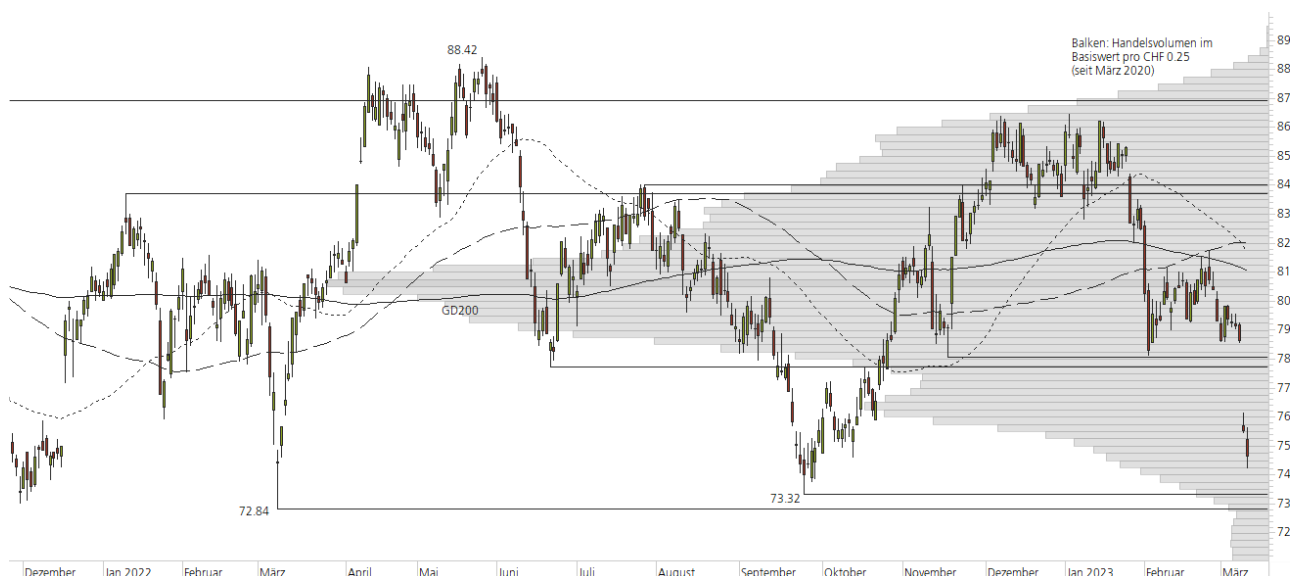 Balken: Handelsvolumen im
Basiswert pro CHF 0.25
(seit März 2020)
88.42
GD200
72.84
73.32
89
88
87
86
85
84
83
82
81
80
79
78
77
76
75
74
73
72
Dezember
Jan 2022
Februar
März
April
Mai
Juni
Juli
August
September
Oktober
November
Dezember
Jan 2023
Februar
März